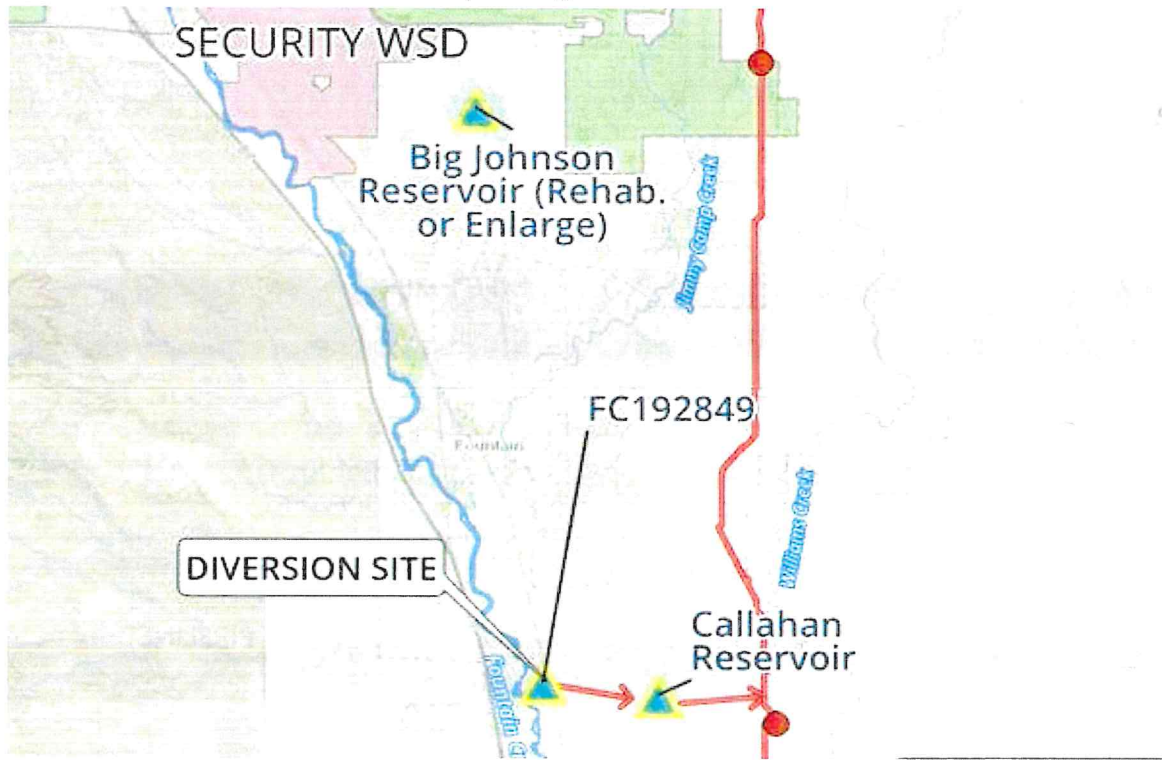 SECURITY WSD
Big Johnson
Reservoir (Rehab.
or Enlarge)
Jimmy Camp Creek
FC192849
Fountain
Williams Creek
DIVERSION SITE
Callahan
Reservoir
Fountain C